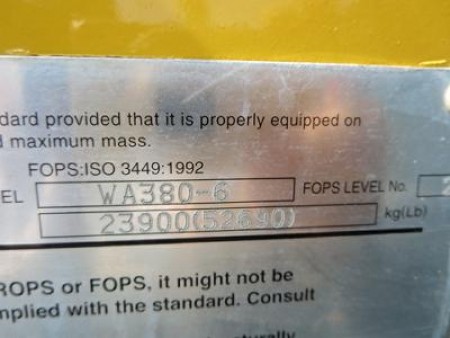 dard provided that it is properly equipped on
d maximum mass.
FOPS:ISO 3449:1992
EL WA380-6 FOPS LEVEL No. 2
23900(52690) kg(Lb)
ROPS or FOPS, it might not be
mplied with the standard. Consult